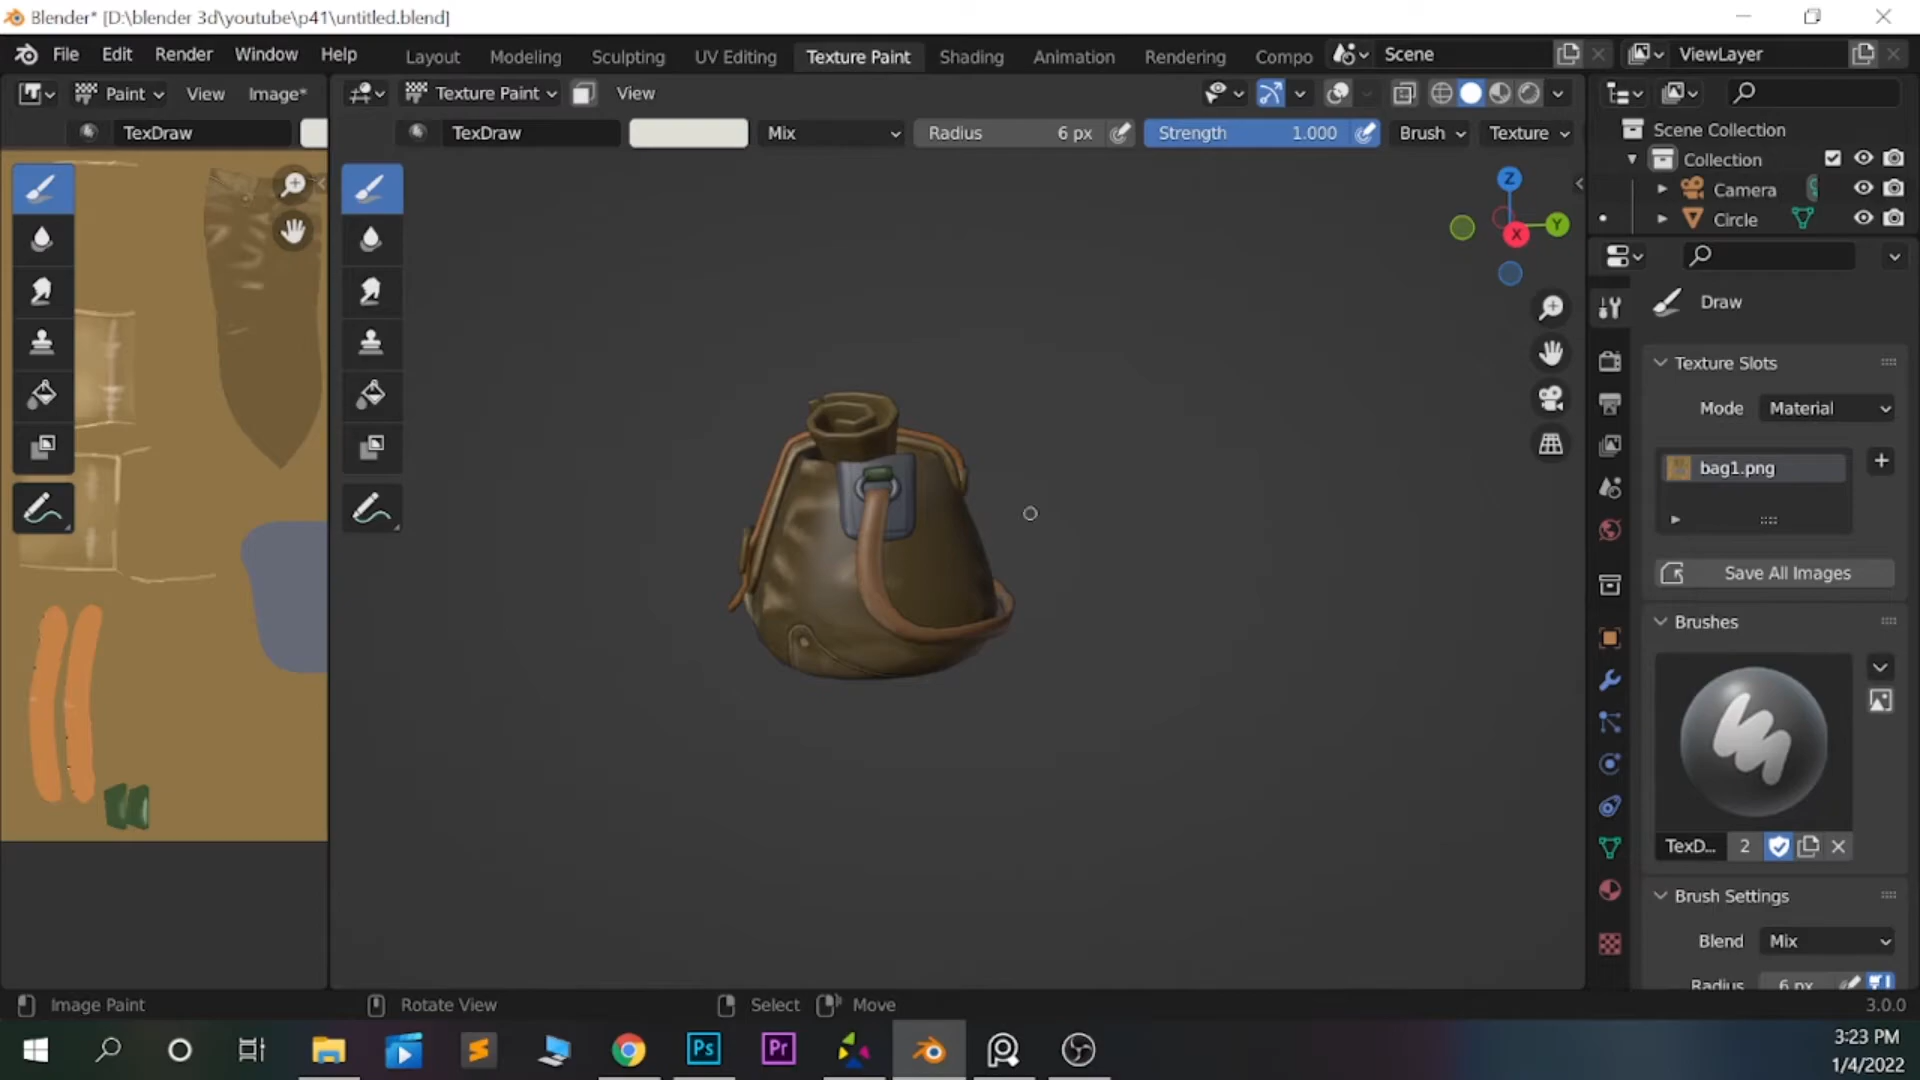 Blender* [D:\blender 3d\youtube\p41\untitled.blend]
File Edit Render Window Help Layout Modeling Sculpting UV Editing Texture Paint Shading Animation Rendering Compo Scene ViewLayer
Paint View Image* Texture Paint View
TexDraw TexDraw Mix Radius 6 px Strength 1.000 Brush Texture
Scene Collection
Collection
Camera
Circle
Z
Y
X
Draw
Texture Slots
Mode Material
bag1.png
Save All Images
Brushes
TexD... 2
Brush Settings
Blend Mix
Radius 6 px
Image Paint Rotate View Select Move 3.0.0
Ps Pr
3:23 PM
1/4/2022